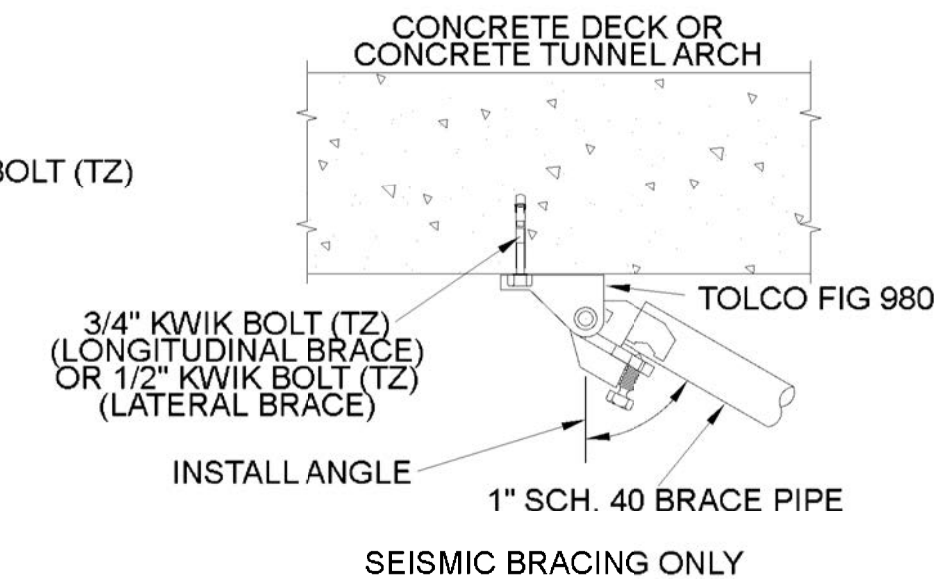 CONCRETE DECK OR
CONCRETE TUNNEL ARCH
BOLT (TZ)
TOLCO FIG 980
3/4" KWIK BOLT (TZ)
(LONGITUDINAL BRACE)
OR 1/2" KWIK BOLT (TZ)
(LATERAL BRACE)
INSTALL ANGLE
1" SCH. 40 BRACE PIPE
SEISMIC BRACING ONLY